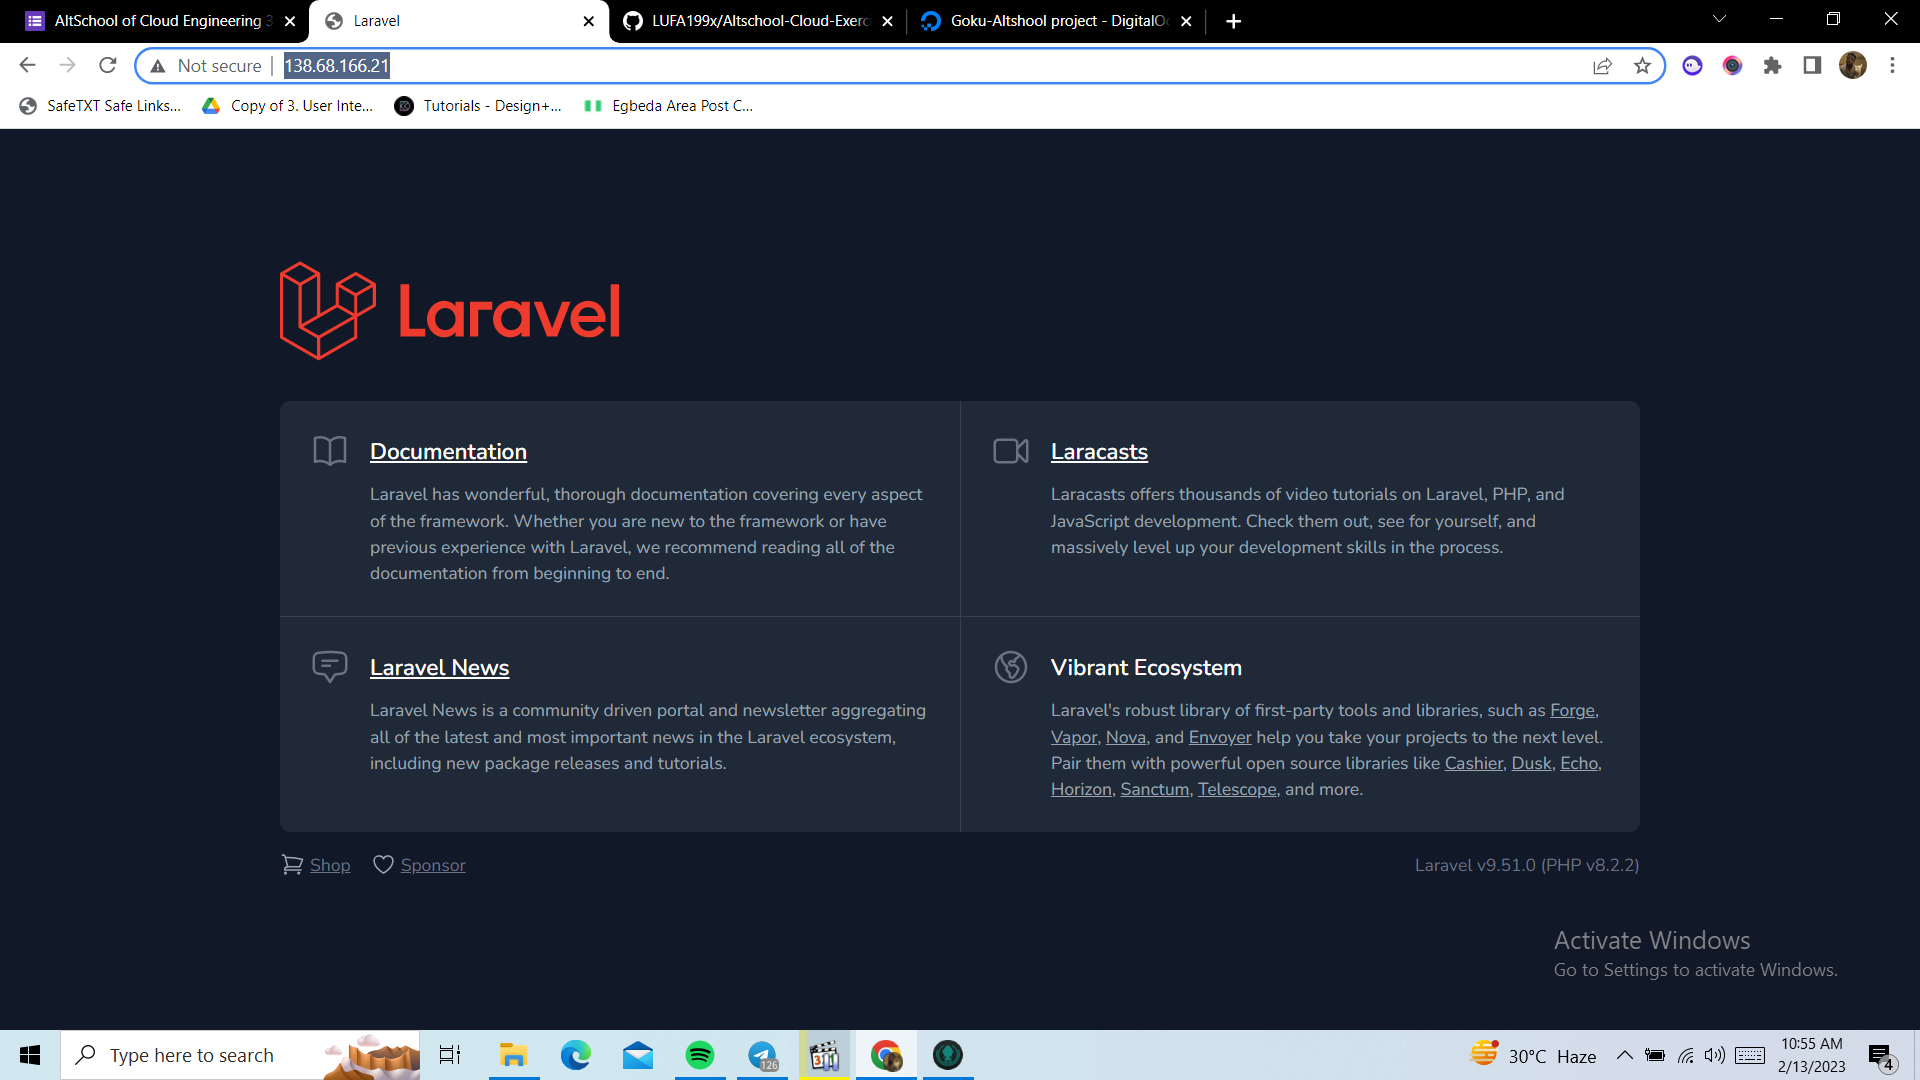 AltSchool of Cloud Engineering 3
Laravel
LUFA199x/Altschool-Cloud-Exerc
Goku-Altshool project - DigitalOc
Not secure
138.68.166.21
SafeTXT Safe Links...
Copy of 3. User Inte...
Tutorials - Design+...
Egbeda Area Post C...
Laravel
Documentation
Laravel has wonderful, thorough documentation covering every aspect
of the framework. Whether you are new to the framework or have
previous experience with Laravel, we recommend reading all of the
documentation from beginning to end.
Laracasts
Laracasts offers thousands of video tutorials on Laravel, PHP, and
JavaScript development. Check them out, see for yourself, and
massively level up your development skills in the process.
Laravel News
Laravel News is a community driven portal and newsletter aggregating
all of the latest and most important news in the Laravel ecosystem,
including new package releases and tutorials.
Vibrant Ecosystem
Laravel's robust library of first-party tools and libraries, such as Forge,
Vapor, Nova, and Envoyer help you take your projects to the next level.
Pair them with powerful open source libraries like Cashier, Dusk, Echo,
Horizon, Sanctum, Telescope, and more.
Shop
Sponsor
Laravel v9.51.0 (PHP v8.2.2)
Activate Windows
Go to Settings to activate Windows.
Type here to search
126
30°C Haze
10:55 AM
2/13/2023
4